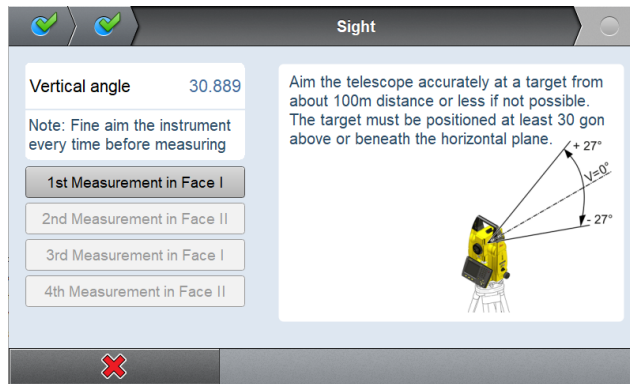 Sight
Vertical angle 30.889
Note: Fine aim the instrument
every time before measuring
1st Measurement in Face I
2nd Measurement in Face II
3rd Measurement in Face I
4th Measurement in Face II
Aim the telescope accurately at a target from
about 100m distance or less if not possible.
The target must be positioned at least 30 gon
above or beneath the horizontal plane.
+ 27°
V=0°
- 27°